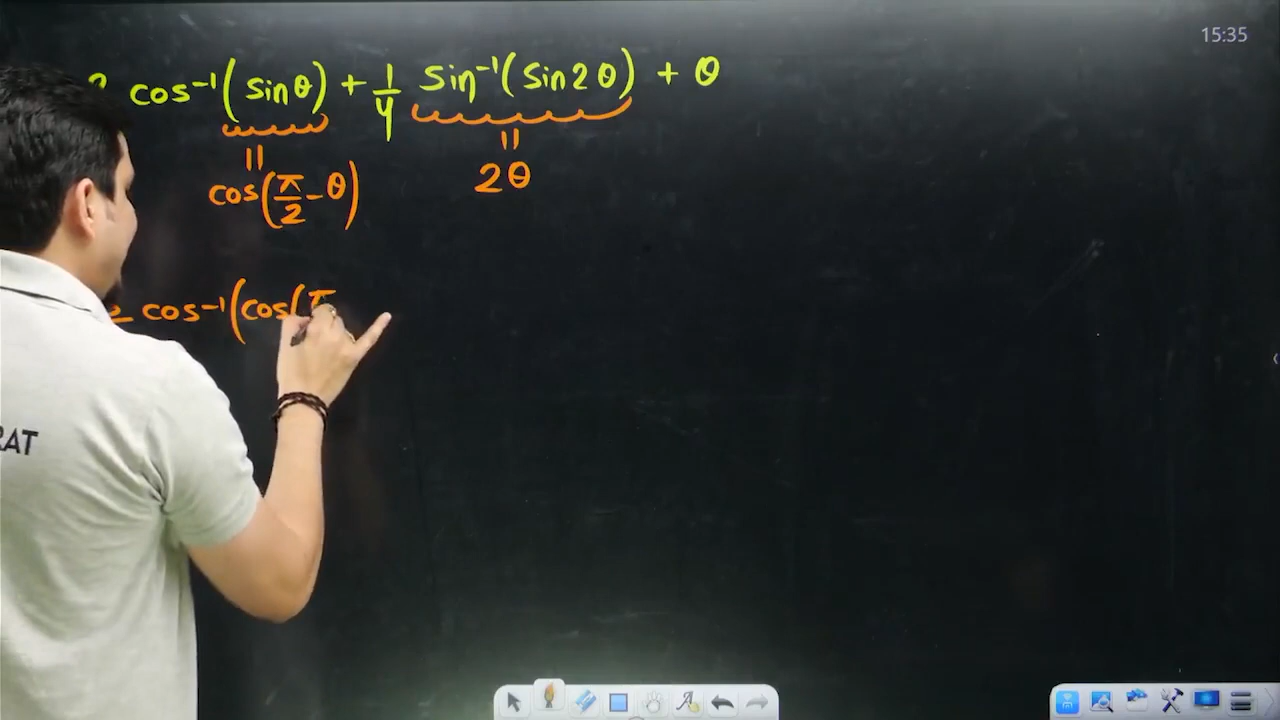 15:35
cos⁻¹(sinθ) + 1/4 sin⁻¹(sin2θ) + θ
= =
cos(π/2 - θ) 2θ
cos⁻¹(cos(π
RAT